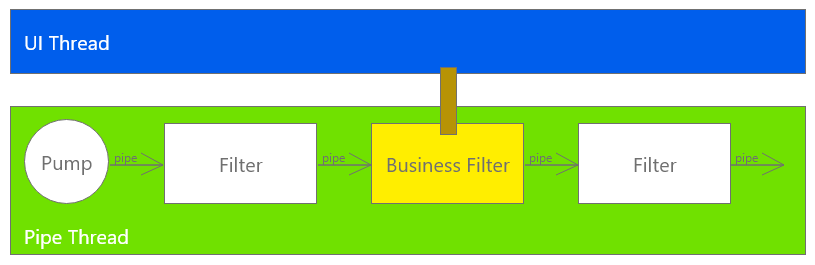 UI Thread
Pump
pipe
Filter
pipe
Business Filter
pipe
Filter
pipe
Pipe Thread